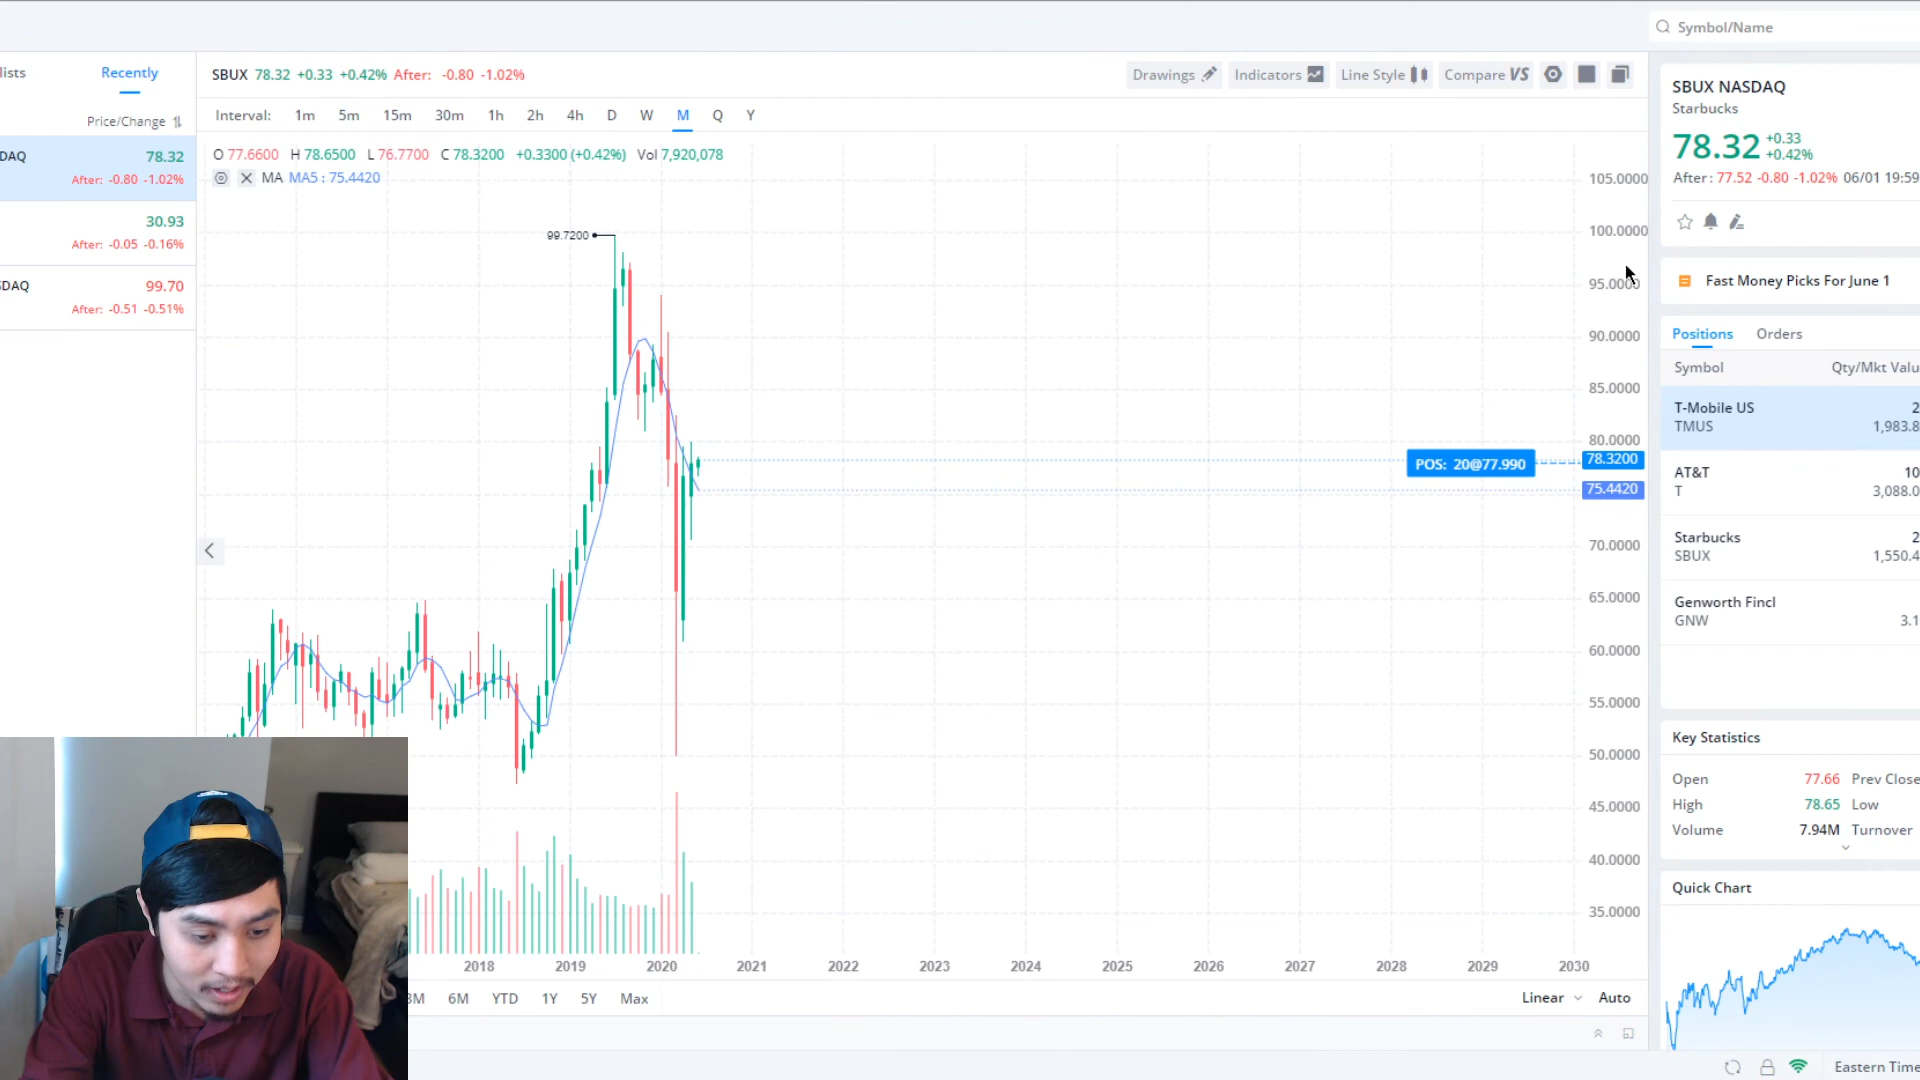 Symbol/Name
lists Recently
Price/Change
DAQ 78.32
After: -0.80 -1.02%
30.93
After: -0.05 -0.16%
DAQ 99.70
After: -0.51 -0.51%
SBUX 78.32 +0.33 +0.42% After: -0.80 -1.02%
Drawings Indicators Line Style Compare VS
Interval: 1m 5m 15m 30m 1h 2h 4h D W M Q Y
O 77.6600 H 78.6500 L 76.7700 C 78.3200 +0.3300 (+0.42%) Vol 7,920,078
MA MA5 : 75.4420
99.7200
105.0000
100.0000
95.0000
90.0000
85.0000
80.0000
POS: 20@77.990
78.3200
75.4420
70.0000
65.0000
60.0000
55.0000
50.0000
45.0000
40.0000
35.0000
2018 2019 2020 2021 2022 2023 2024 2025 2026 2027 2028 2029 2030
3M 6M YTD 1Y 5Y Max
Linear Auto
SBUX NASDAQ
Starbucks
78.32 +0.33
+0.42%
After: 77.52 -0.80 -1.02% 06/01 19:59
Fast Money Picks For June 1
Positions Orders
Symbol Qty/Mkt Valu
T-Mobile US 2
TMUS 1,983.8
AT&T 10
T 3,088.0
Starbucks 2
SBUX 1,550.4
Genworth Fincl
GNW 3.1
Key Statistics
Open 77.66 Prev Close
High 78.65 Low
Volume 7.94M Turnover
Quick Chart
Eastern Time